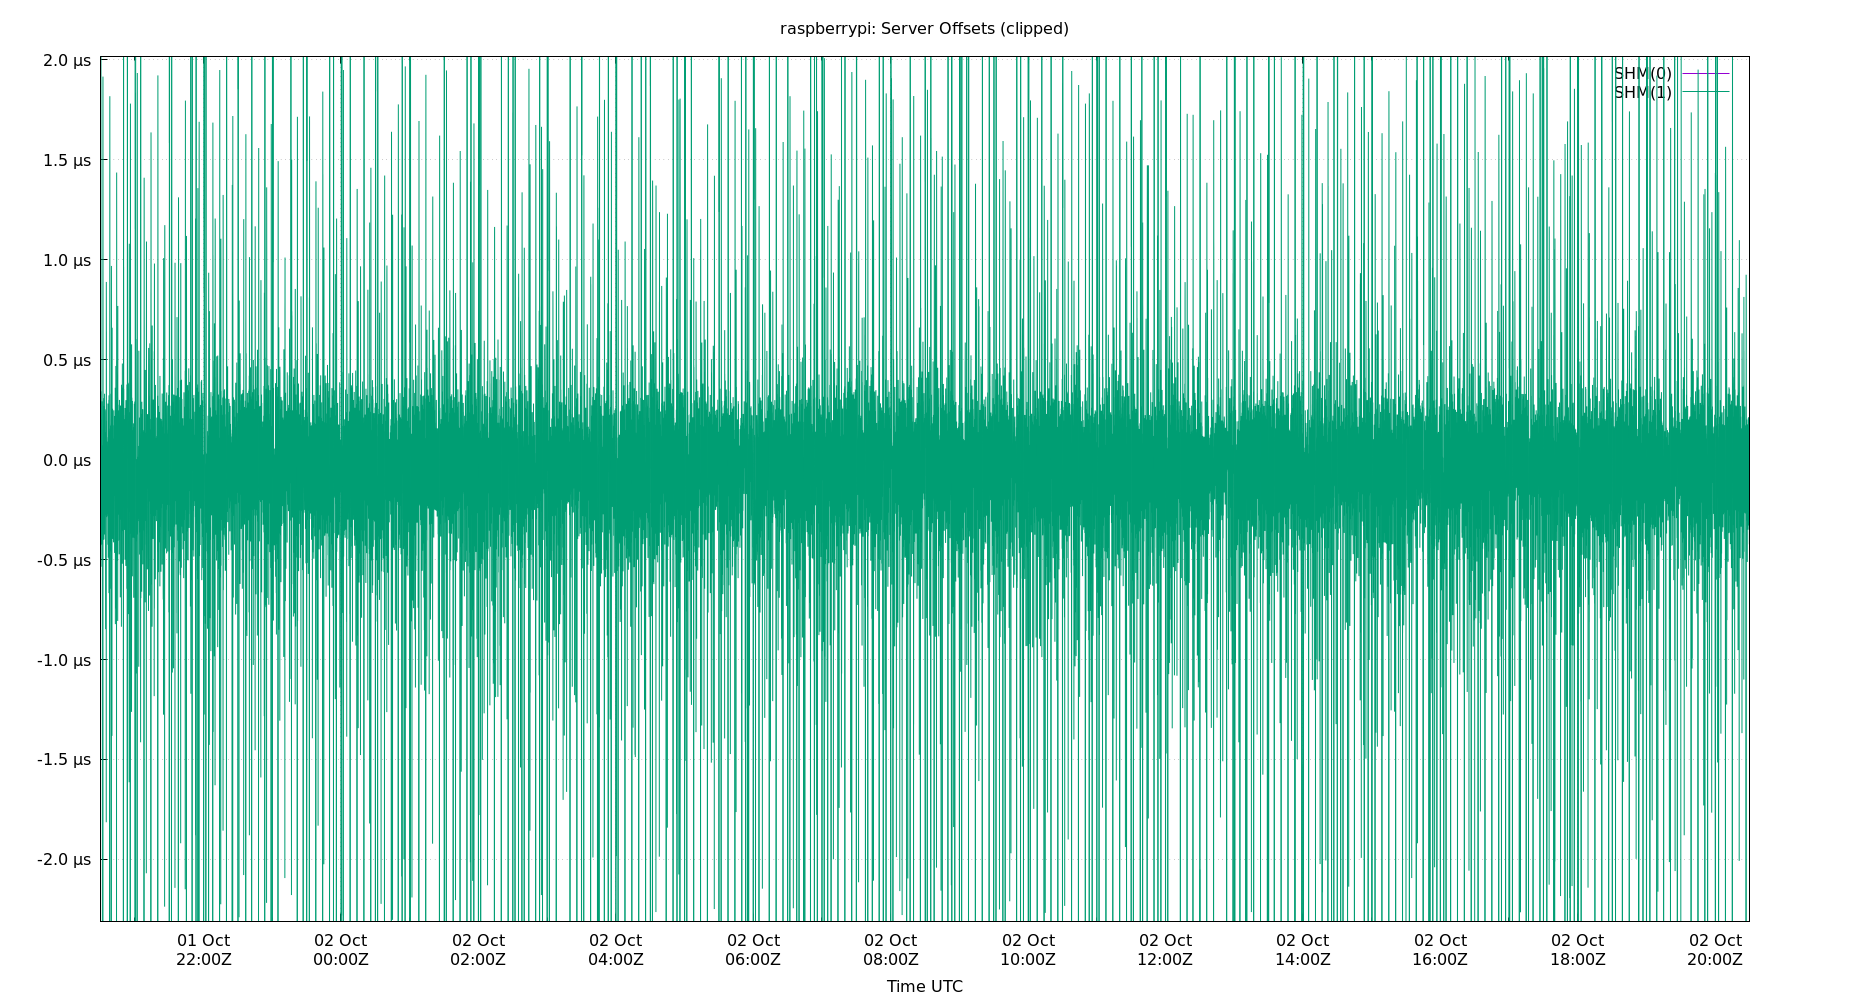 raspberrypi: Server Offsets (clipped)
2.0 µs
1.5 µs
1.0 µs
0.5 µs
0.0 µs
-0.5 µs
-1.0 µs
-1.5 µs
-2.0 µs
SHM(0)
SHM(1)
01 Oct 02 Oct 02 Oct 02 Oct 02 Oct 02 Oct 02 Oct 02 Oct 02 Oct 02 Oct 02 Oct 02 Oct
22:00Z 00:00Z 02:00Z 04:00Z 06:00Z 08:00Z 10:00Z 12:00Z 14:00Z 16:00Z 18:00Z 20:00Z
Time UTC